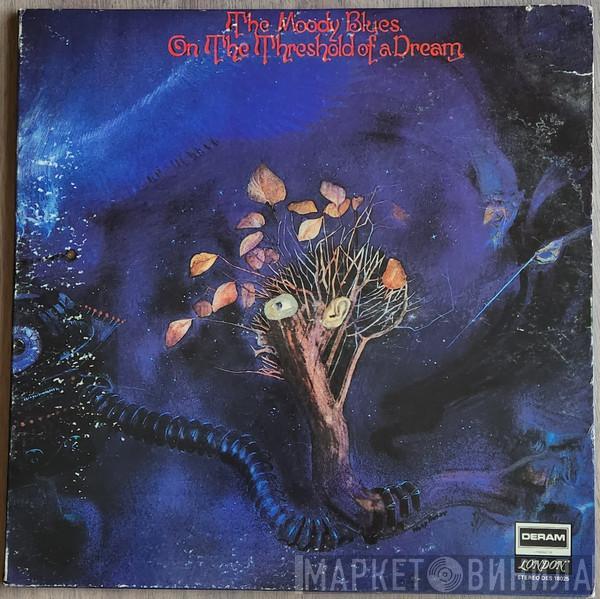 The Moody Blues
On The Threshold of a Dream
DERAM
LONDON
STEREO DES 18025
МАРКЕТ ВИНИЛА